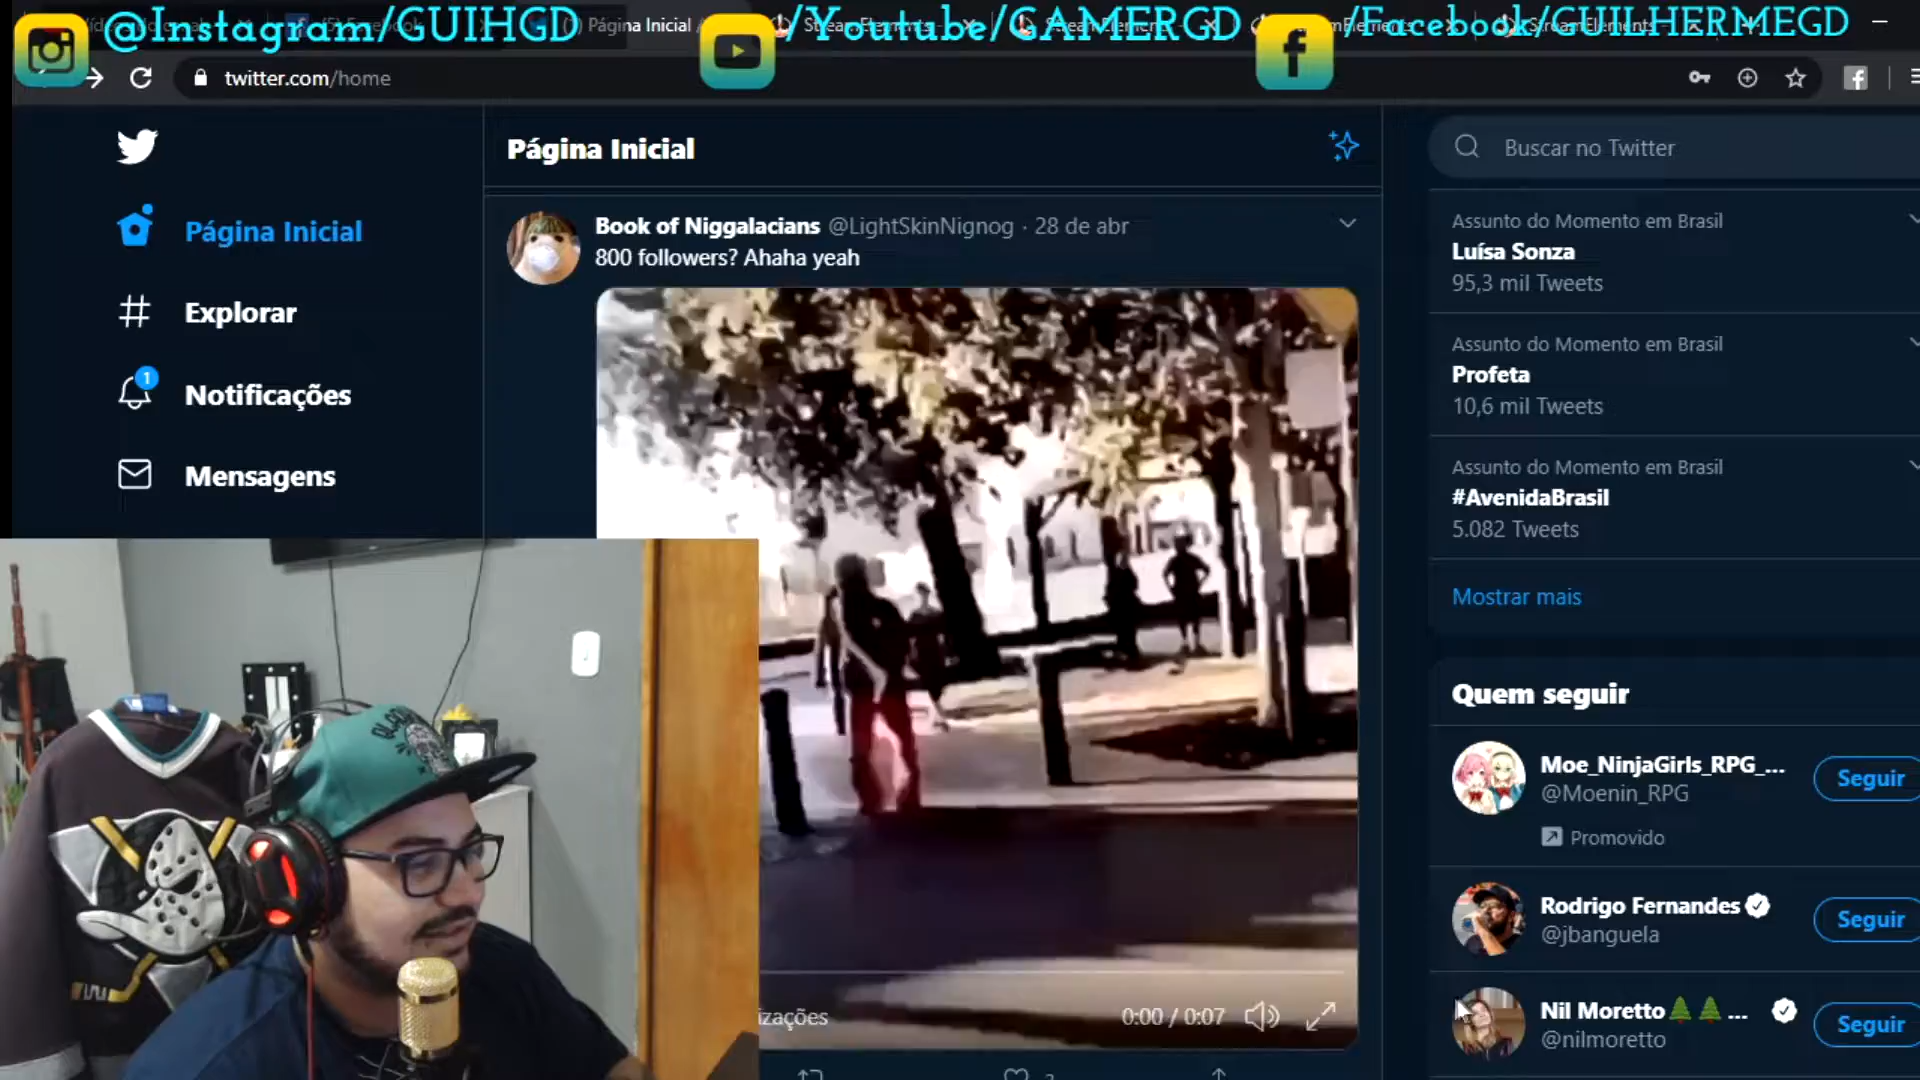 @Instagram/GUIHGD
/Youtube/GAMERGD
/Facebook/GUILHERMEGD
Página Inicial
StreamElements
twitter.com/home
Página Inicial
Explorar
Notificações
1
Mensagens
Página Inicial
Book of Niggalacians @LightSkinNignog · 28 de abr
800 followers? Ahaha yeah
izações
0:00 / 0:07
Buscar no Twitter
Assunto do Momento em Brasil
Luísa Sonza
95,3 mil Tweets
Assunto do Momento em Brasil
Profeta
10,6 mil Tweets
Assunto do Momento em Brasil
#AvenidaBrasil
5.082 Tweets
Mostrar mais
Quem seguir
Moe_NinjaGirls_RPG_...
@Moenin_RPG
Seguir
Promovido
Rodrigo Fernandes
@jbanguela
Seguir
Nil Moretto ...
@nilmoretto
Seguir